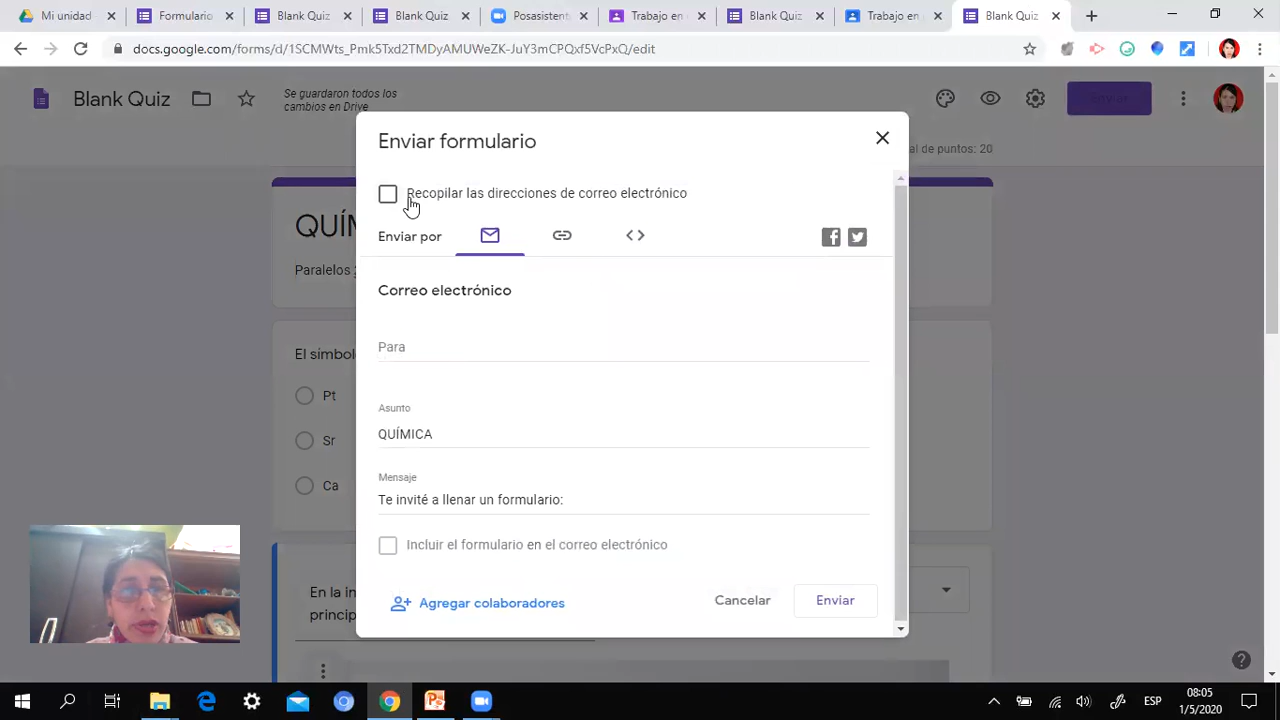 Mi unidad
Formulario
Blank Quiz
Blank Quiz
Posasistent
Trabajo en
Blank Quiz
Trabajo en
Blank Quiz
docs.google.com/forms/d/1SCMWts_Pmk5Txd2TMDyAMUWeZK-JuY3mCPQxf5VcPxQ/edit
Blank Quiz
Se guardaron todos los
cambios en Drive
Enviar
Enviar formulario
al de puntos: 20
Recopilar las direcciones de correo electrónico
QUÍM
Enviar por
Paralelos
Correo electrónico
El simbol
Para
Pt
Asunto
Sr
QUÍMICA
Mensaje
Ca
Te invité a llenar un formulario:
Incluir el formulario en el correo electrónico
En la in
princip
Agregar colaboradores
Cancelar
Enviar
ESP
08:05
1/5/2020